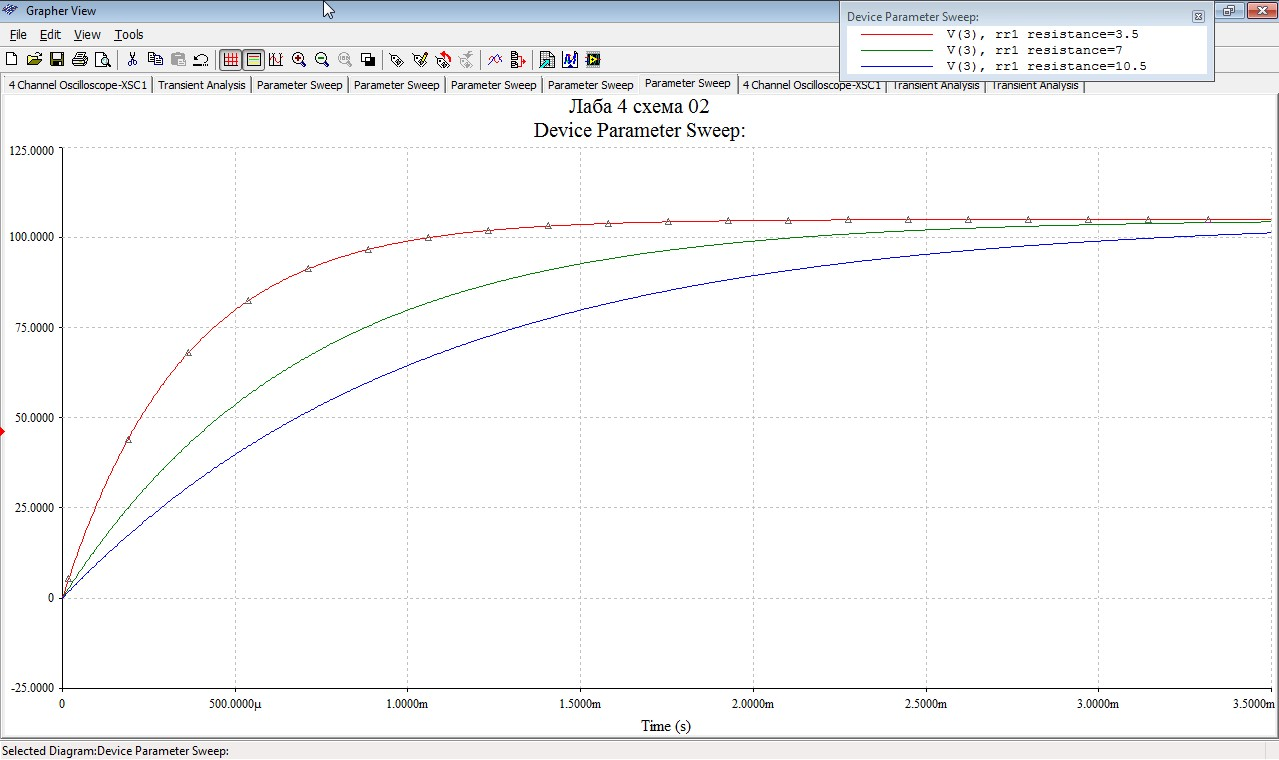 Grapher View
Device Parameter Sweep:
V(3), rr1 resistance=3.5
V(3), rr1 resistance=7
V(3), rr1 resistance=10.5
File Edit View Tools
4 Channel Oscilloscope-XSC1 Transient Analysis Parameter Sweep Parameter Sweep Parameter Sweep Parameter Sweep Parameter Sweep 4 Channel Oscilloscope-XSC1 Transient Analysis Transient Analysis
Лаба 4 схема 02
Device Parameter Sweep:
125.0000
100.0000
75.0000
50.0000
25.0000
0
-25.0000
0 500.0000µ 1.0000m 1.5000m 2.0000m 2.5000m 3.0000m 3.5000m
Time (s)
Selected Diagram:Device Parameter Sweep: